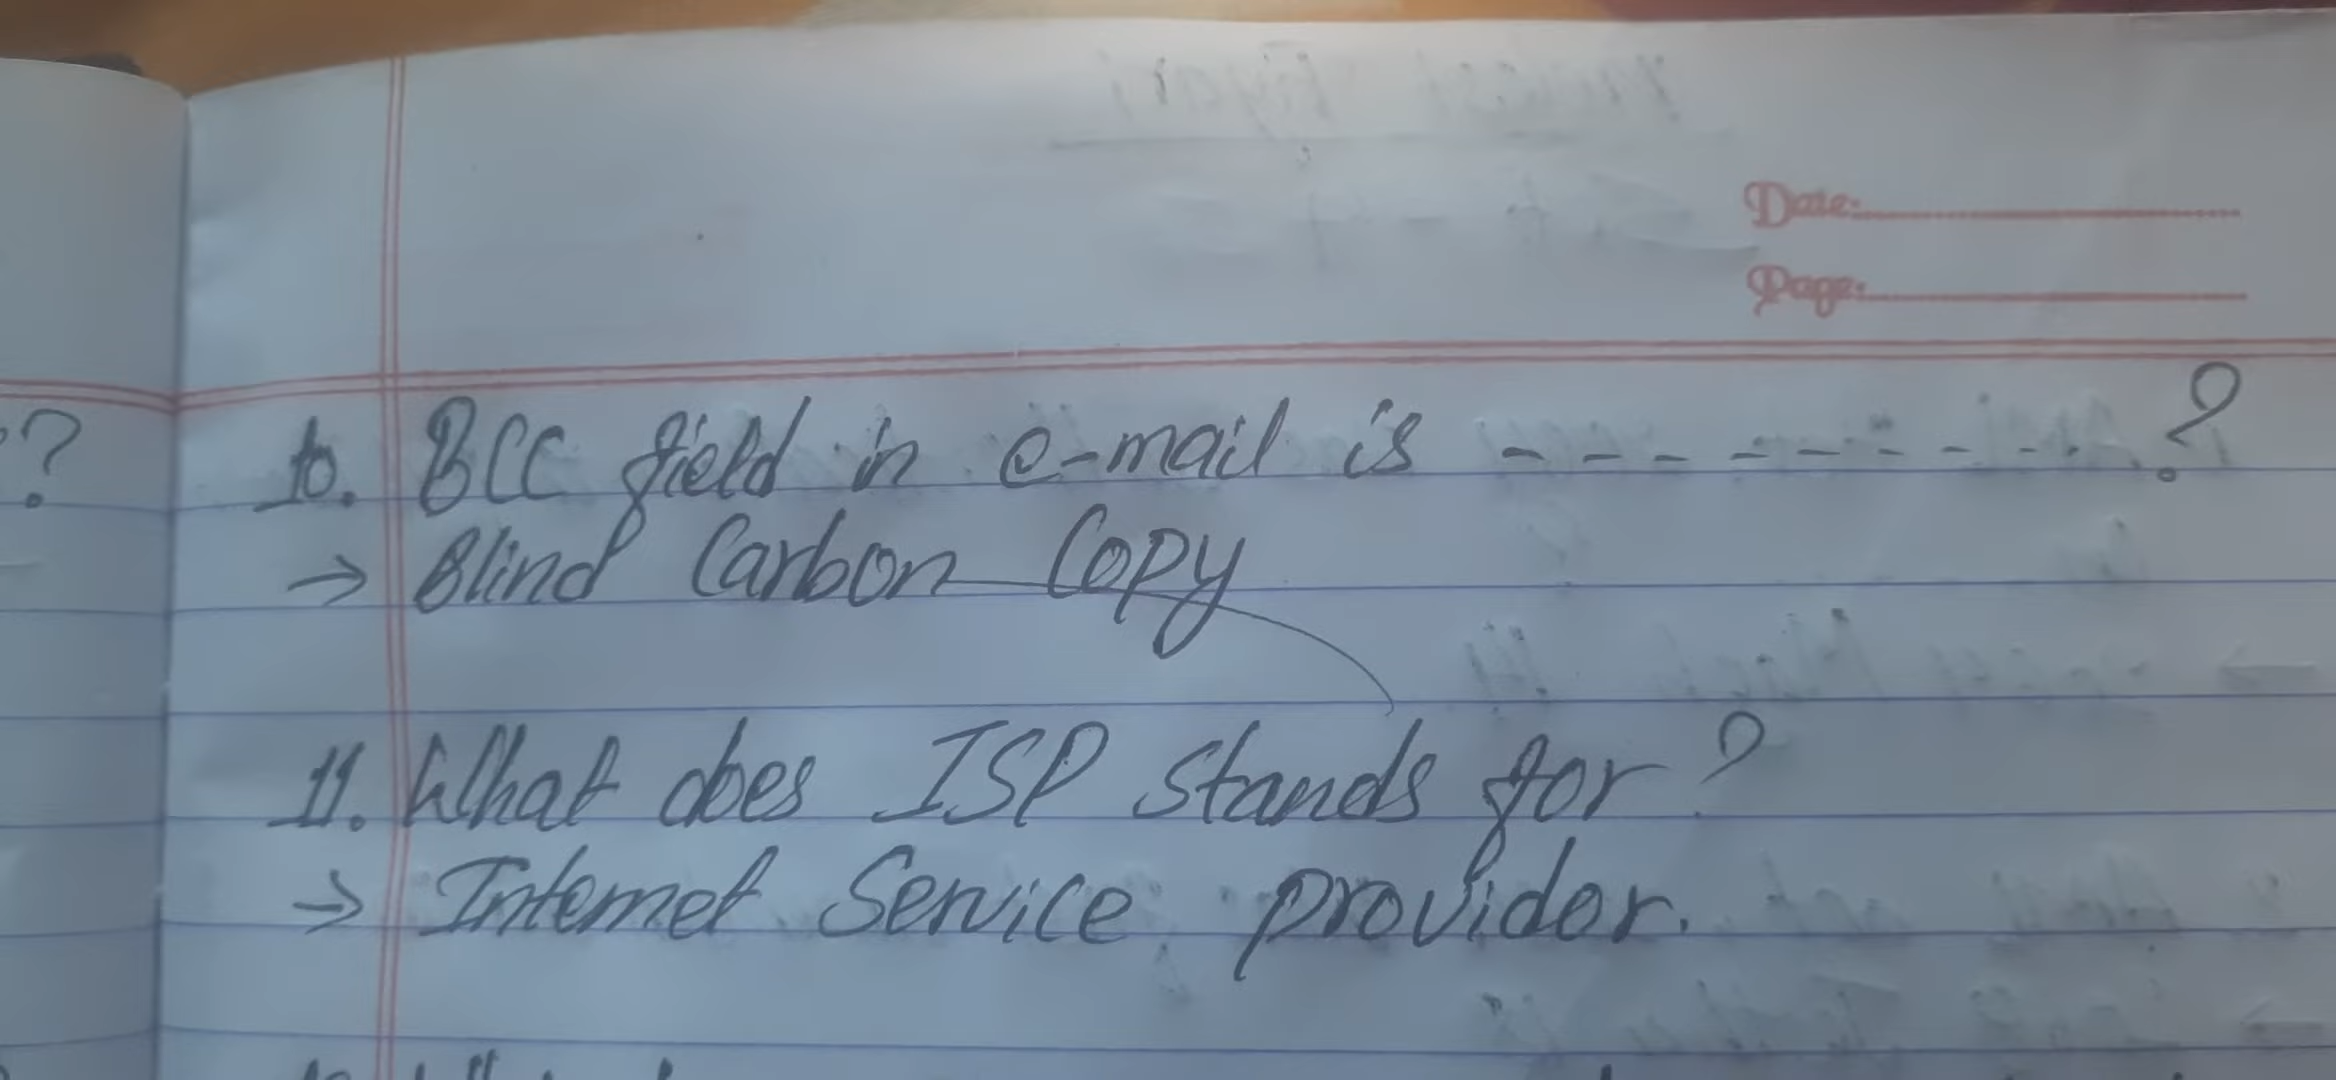 Date:
Page:
?
10. BCC field in e-mail is - - - - - - - - - ?
→ Blind Carbon Copy
11. What does ISP stands for?
→ Internet Service provider.